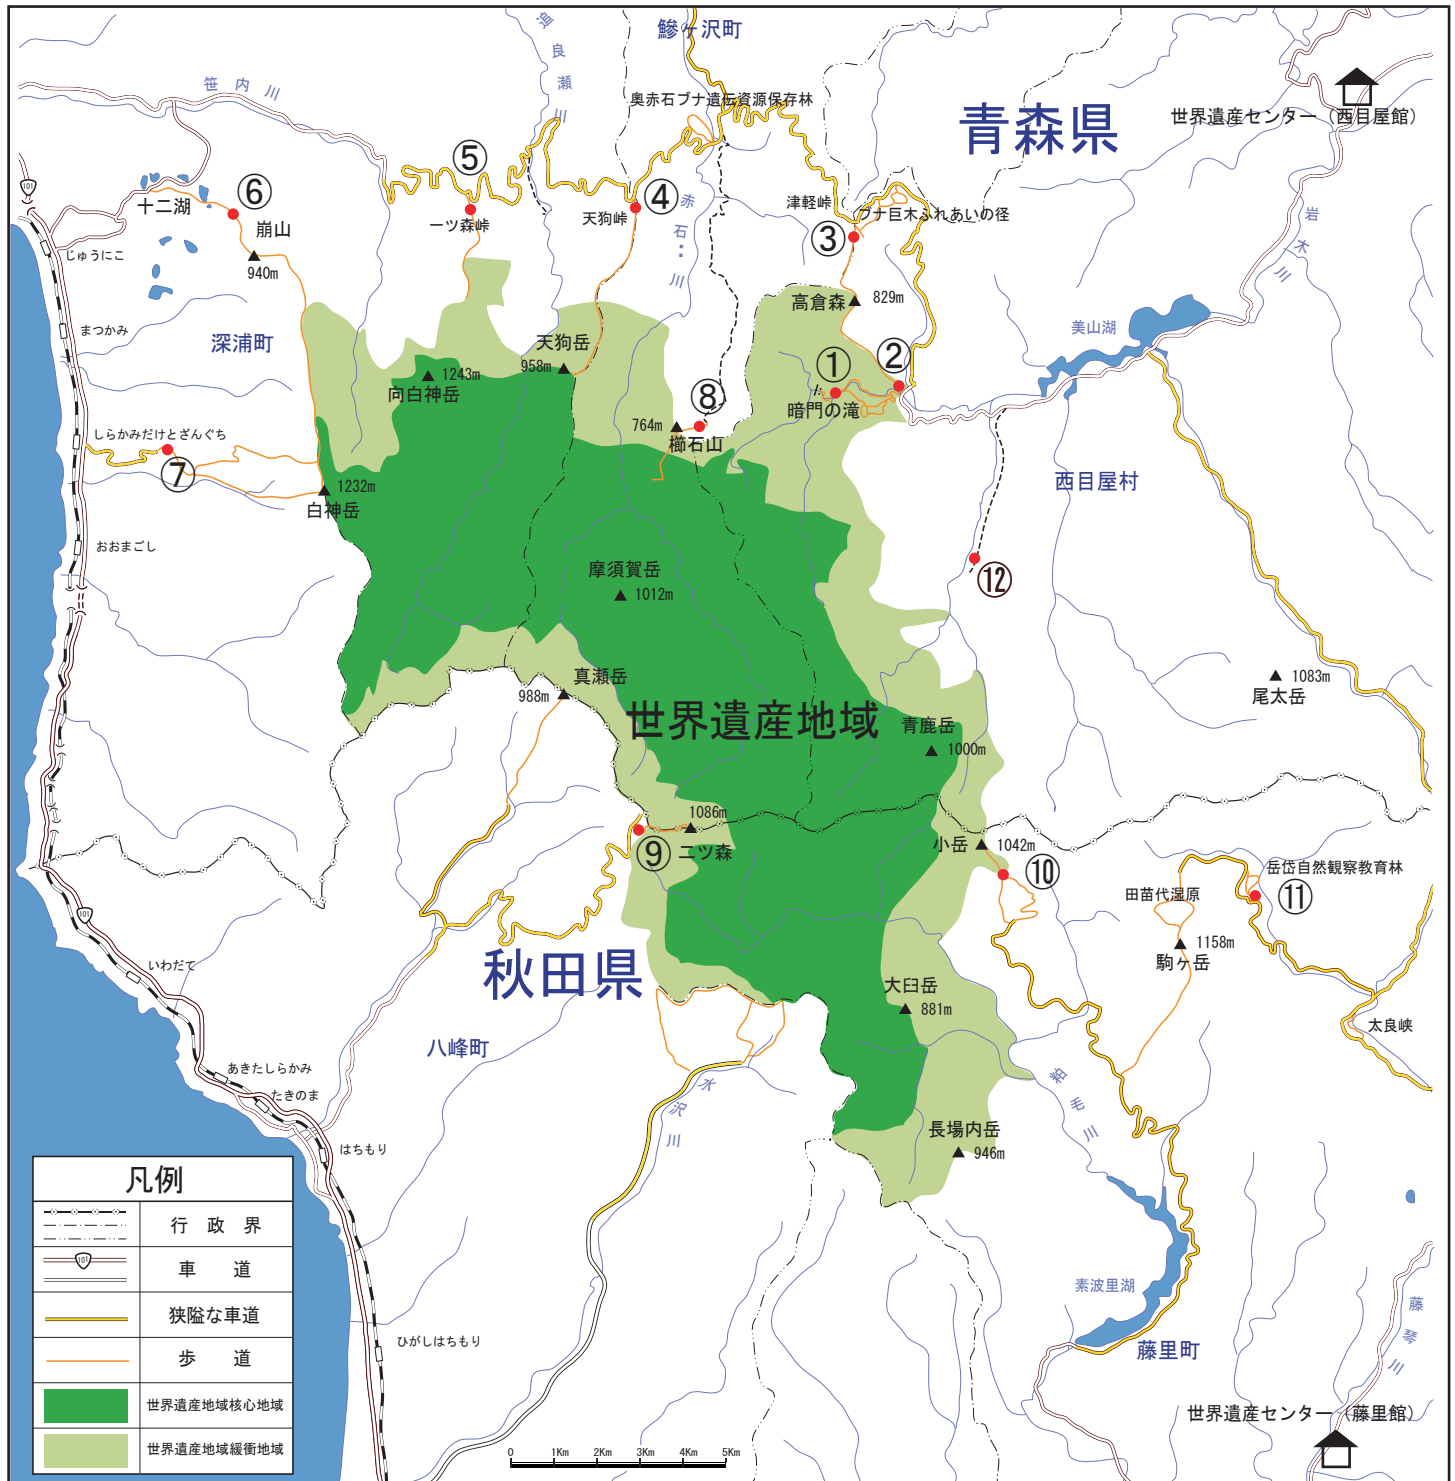 鰺ヶ沢町
追良瀬川
笹内川
奥赤石ブナ遺伝資源保存林
青森県
世界遺産センター（西目屋館）
⑤
④
101
十二湖
⑥
崩山
940m
一ツ森峠
天狗峠
赤石川
津軽峠
ブナ巨木ふれあいの径
③
岩木川
じゅうにこ
高倉森
829m
まつかみ
深浦町
天狗岳
958m
美山湖
1243m
向白神岳
①
②
暗門の滝
⑧
764m
櫛石山
しらかみだけとざんぐち
⑦
1232m
白神岳
西目屋村
おおまごし
摩須賀岳
1012m
⑫
真瀬岳
988m
1083m
尾太岳
世界遺産地域
青鹿岳
1000m
1086m
⑨
二ツ森
小岳
1042m
⑩
岳岱自然観察教育林
⑪
田苗代湿原
101
1158m
駒ヶ岳
いわだて
秋田県
大臼岳
881m
太良峡
八峰町
あきたしらかみ
たきのま
水沢川
粕毛川
はちもり
長場内岳
946m
凡例
行政界
101
車道
狭隘な車道
歩道
世界遺産地域核心地域
世界遺産地域緩衝地域
素波里湖
藤琴川
ひがしはちもり
藤里町
世界遺産センター（藤里館）
0 1Km 2Km 3Km 4Km 5Km